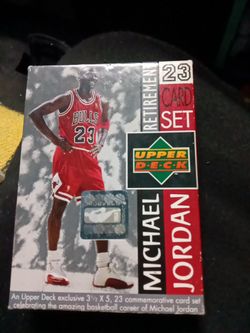 RETIREMENT
23
CARD
SET
UPPER
DECK
MICHAEL
JORDAN
BULLS
23
An Upper Deck exclusive 3½ X 5, 23 commemorative card set
celebrating the amazing basketball career of Michael Jordan